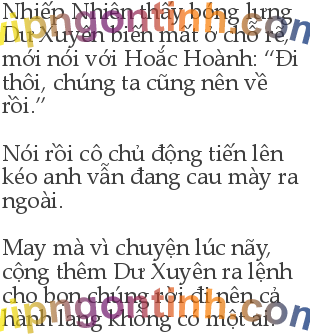 Nhiếp Nhiên thấy bóng lưng
Dư Xuyên biến mất ở chỗ rẽ,
mới nói với Hoắc Hoành: “Đi
thôi, chúng ta cũng nên về
rồi.”
Nói rồi cô chủ động tiến lên
kéo anh vẫn đang cau mày ra
ngoài.
May mà vì chuyện lúc nãy,
cộng thêm Dư Xuyên ra lệnh
cho bọn chúng rời đi nên cả
hành lang không có một ai.